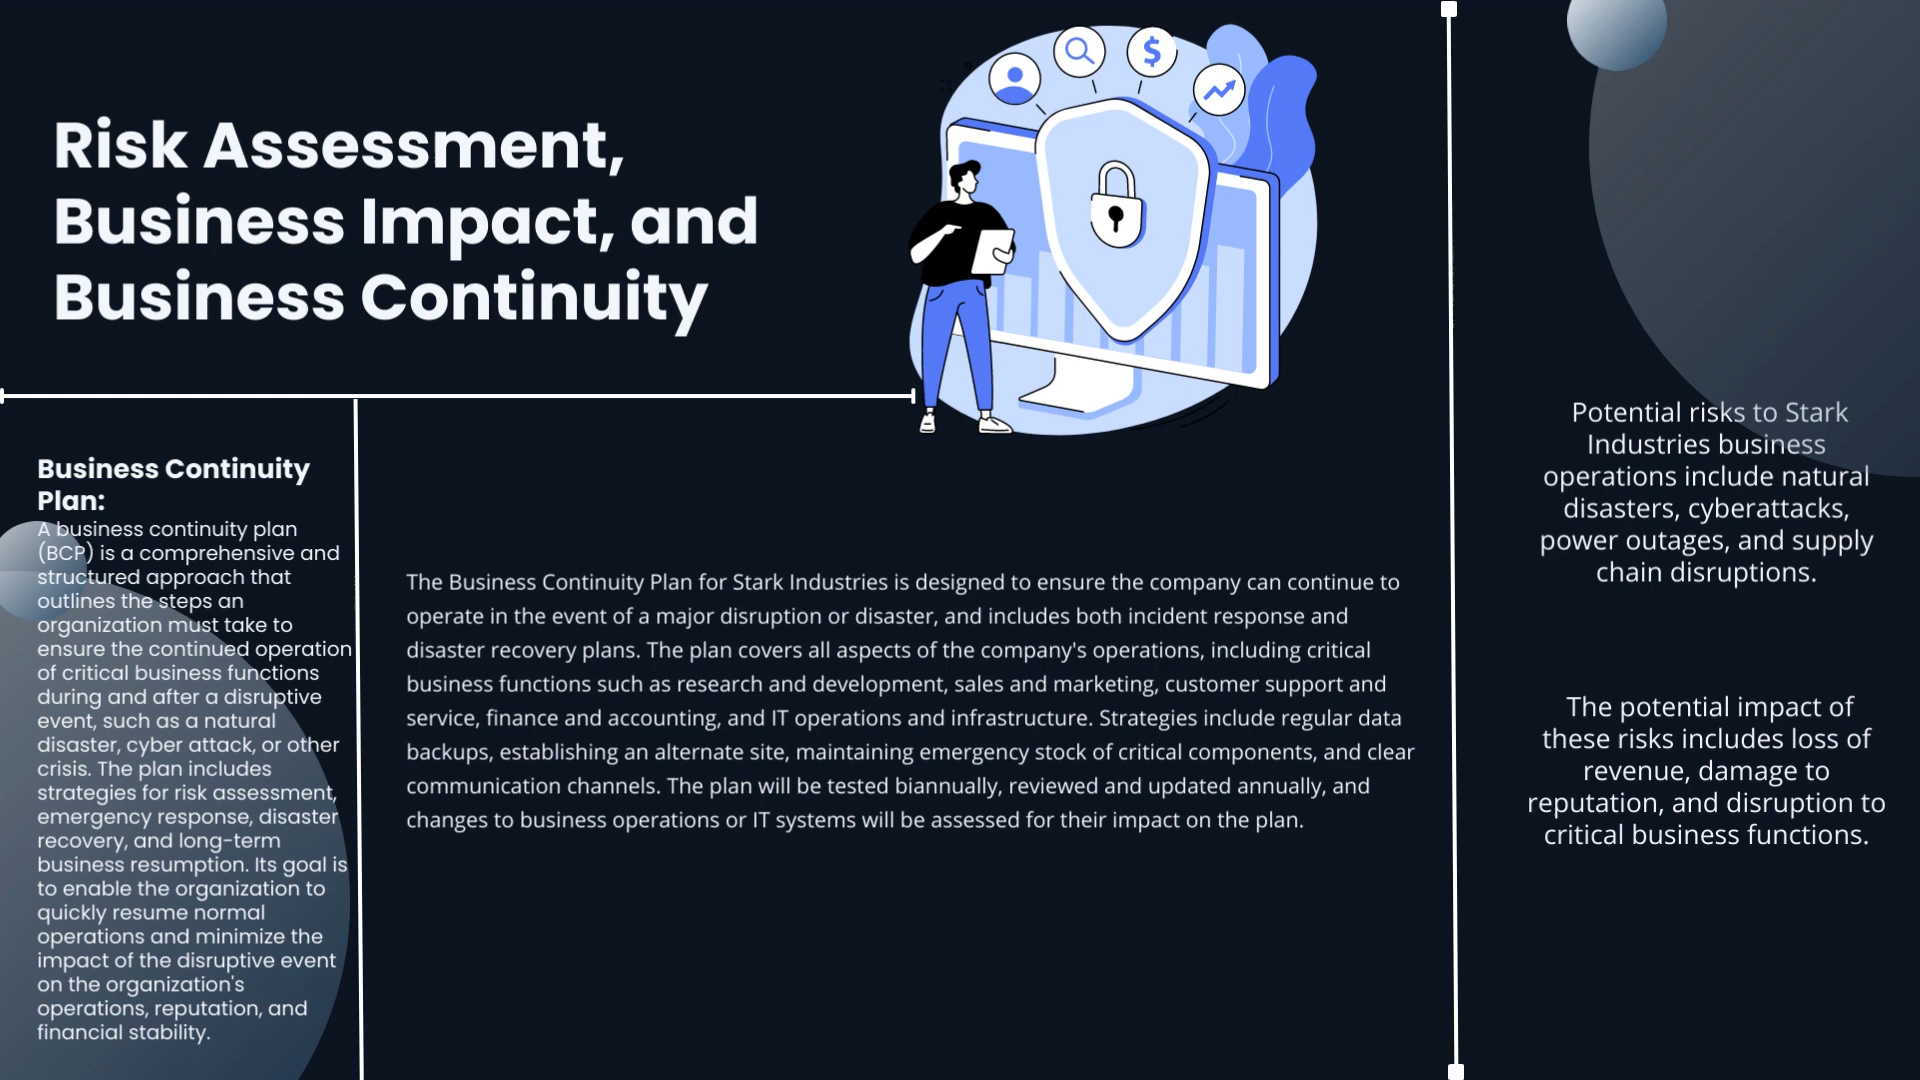 Risk Assessment,
Business Impact, and
Business Continuity
$
Business Continuity
Plan:
A business continuity plan
(BCP) is a comprehensive and
structured approach that
outlines the steps an
organization must take to
ensure the continued operation
of critical business functions
during and after a disruptive
event, such as a natural
disaster, cyber attack, or other
crisis. The plan includes
strategies for risk assessment,
emergency response, disaster
recovery, and long-term
business resumption. Its goal is
to enable the organization to
quickly resume normal
operations and minimize the
impact of the disruptive event
on the organization's
operations, reputation, and
financial stability.
The Business Continuity Plan for Stark Industries is designed to ensure the company can continue to
operate in the event of a major disruption or disaster, and includes both incident response and
disaster recovery plans. The plan covers all aspects of the company's operations, including critical
business functions such as research and development, sales and marketing, customer support and
service, finance and accounting, and IT operations and infrastructure. Strategies include regular data
backups, establishing an alternate site, maintaining emergency stock of critical components, and clear
communication channels. The plan will be tested biannually, reviewed and updated annually, and
changes to business operations or IT systems will be assessed for their impact on the plan.
Potential risks to Stark
Industries business
operations include natural
disasters, cyberattacks,
power outages, and supply
chain disruptions.
The potential impact of
these risks includes loss of
revenue, damage to
reputation, and disruption to
critical business functions.